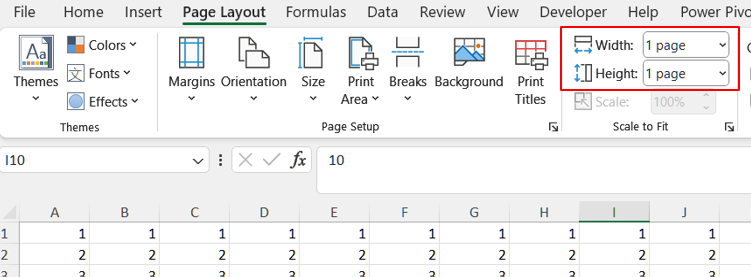 File Home Insert Page Layout Formulas Data Review View Developer Help Power Pivo
Aa Colors Fonts Effects Themes
Margins Orientation Size Print Area Breaks Background Print Titles
Width: 1 page
Height: 1 page
Scale: 100%
Themes Page Setup Scale to Fit
I10 fx 10
A B C D E F G H I J
1 1 1 1 1 1 1 1 1 1 1
2 2 2 2 2 2 2 2 2 2 2
3 3 3 3 3 3 3 3 3 3 3